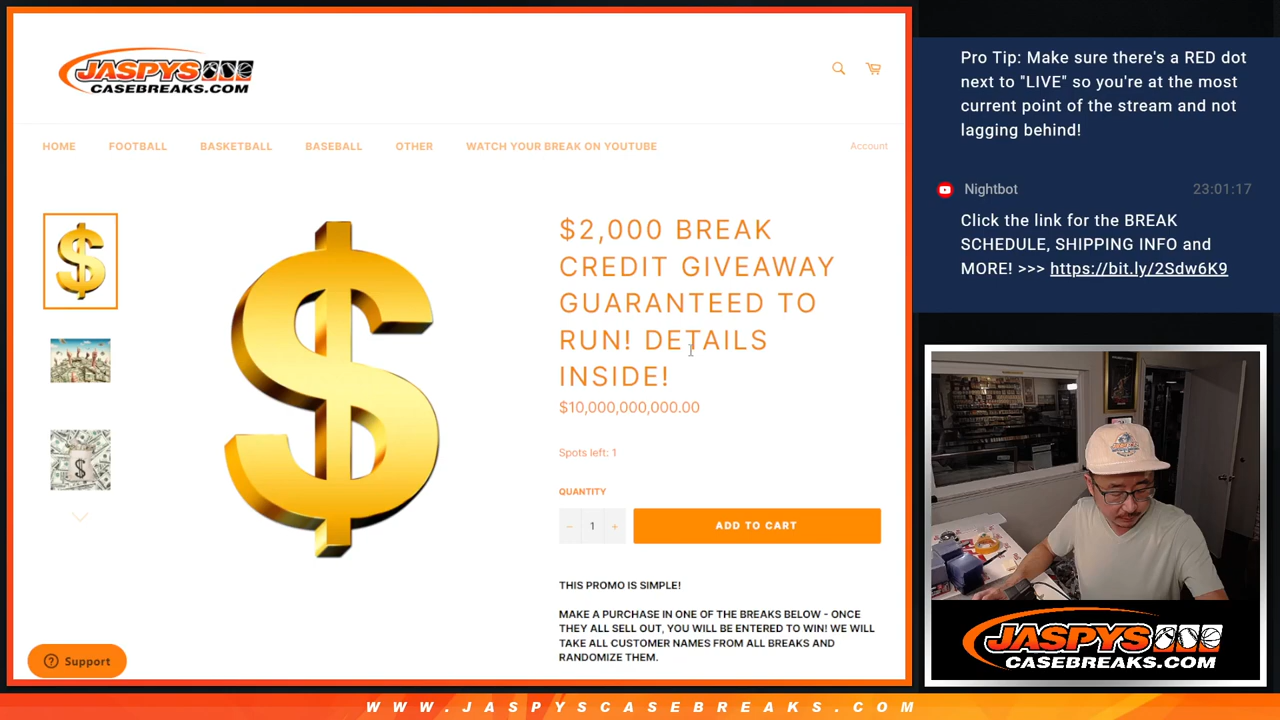 JASPYS
CASEBREAKS.COM
HOME
FOOTBALL
BASKETBALL
BASEBALL
OTHER
WATCH YOUR BREAK ON YOUTUBE
Account
$2,000 BREAK
CREDIT GIVEAWAY
GUARANTEED TO
RUN! DETAILS
INSIDE!
$10,000,000,000.00
Spots left: 1
QUANTITY
− 1 +
ADD TO CART
THIS PROMO IS SIMPLE!
MAKE A PURCHASE IN ONE OF THE BREAKS BELOW - ONCE
THEY ALL SELL OUT, YOU WILL BE ENTERED TO WIN! WE WILL
TAKE ALL CUSTOMER NAMES FROM ALL BREAKS AND
RANDOMIZE THEM.
Support
Pro Tip: Make sure there's a RED dot
next to "LIVE" so you're at the most
current point of the stream and not
lagging behind!
Nightbot
23:01:17
Click the link for the BREAK
SCHEDULE, SHIPPING INFO and
MORE! >>> https://bit.ly/2Sdw6K9
JASPYS
CASEBREAKS.COM
WWW.JASPYSCASEBREAKS.COM